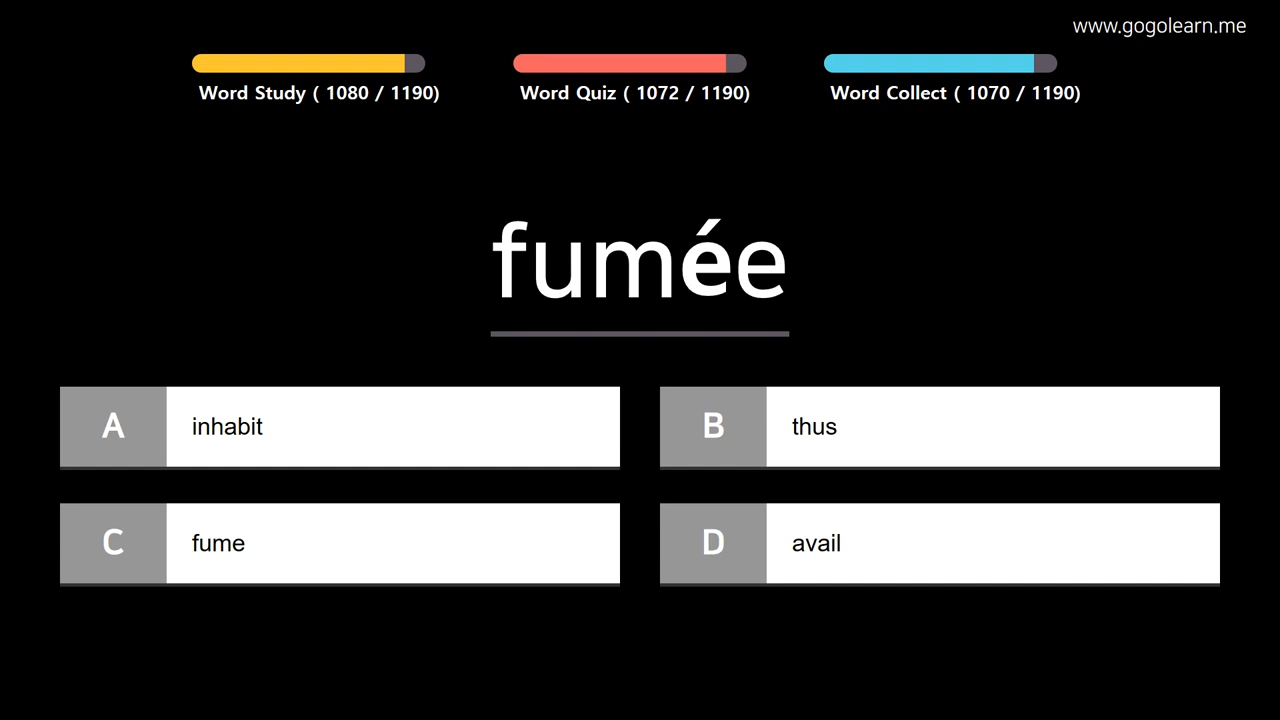 www.gogolearn.me
Word Study ( 1080 / 1190)
Word Quiz ( 1072 / 1190)
Word Collect ( 1070 / 1190)
fumée
A inhabit
B thus
C fume
D avail